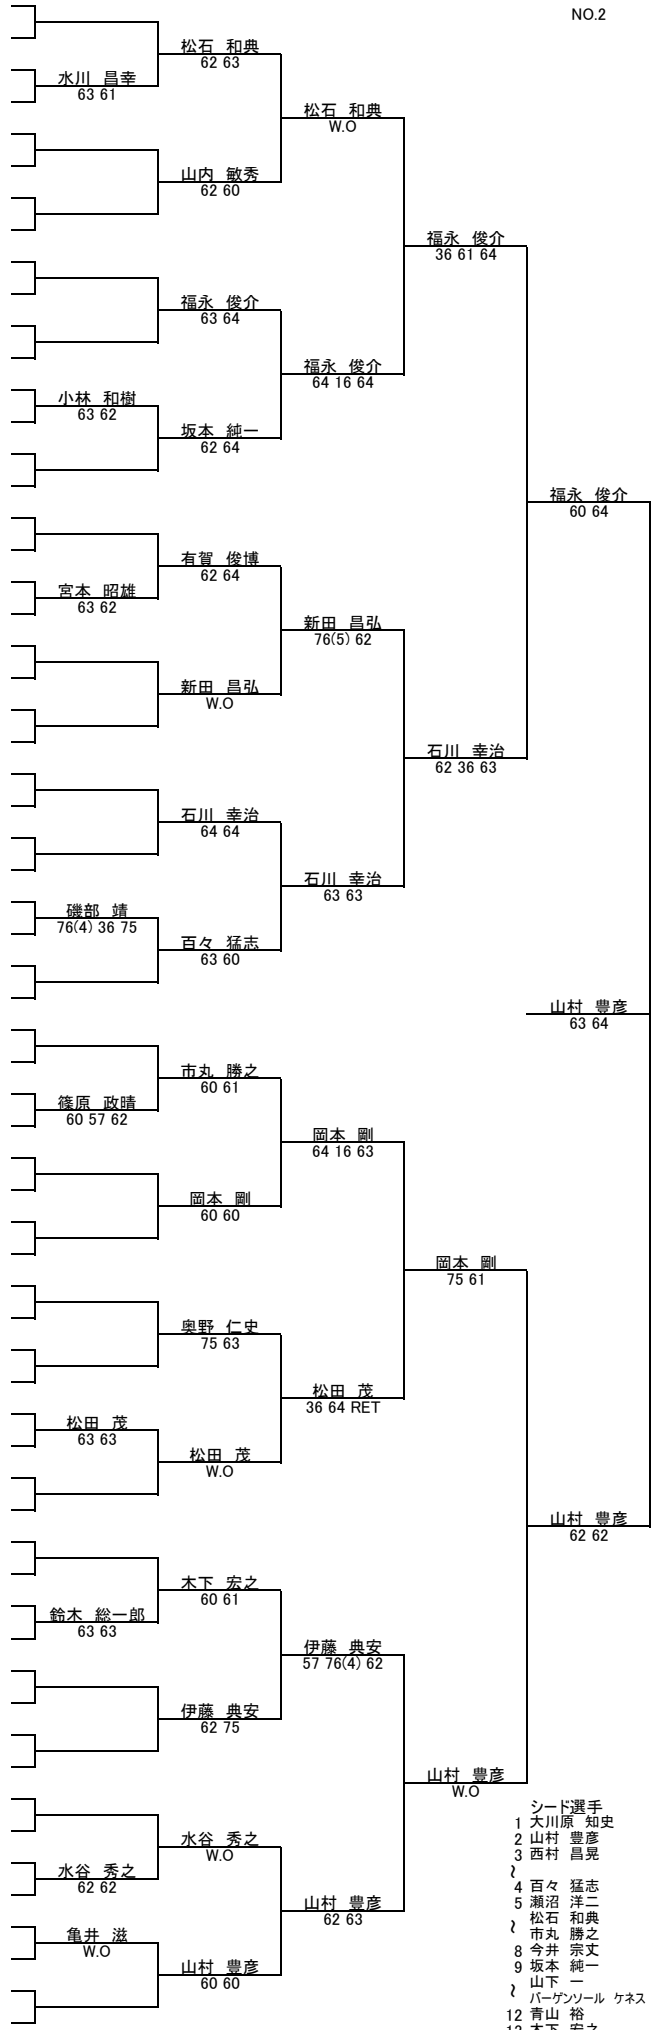 NO.2
松石 和典
62 63
水川 昌幸
63 61
松石 和典
W.O
山内 敏秀
62 60
福永 俊介
36 61 64
福永 俊介
63 64
福永 俊介
64 16 64
小林 和樹
63 62
坂本 純一
62 64
福永 俊介
60 64
有賀 俊博
62 64
宮本 昭雄
63 62
新田 昌弘
76(5) 62
新田 昌弘
W.O
石川 幸治
62 36 63
石川 幸治
64 64
石川 幸治
63 63
磯部 靖
76(4) 36 75
百々 猛志
63 60
山村 豊彦
63 64
市丸 勝之
60 61
篠原 政晴
60 57 62
岡本 剛
64 16 63
岡本 剛
60 60
岡本 剛
75 61
奥野 仁史
75 63
松田 茂
36 64 RET
松田 茂
63 63
松田 茂
W.O
山村 豊彦
62 62
木下 宏之
60 61
鈴木 総一郎
63 63
伊藤 典安
57 76(4) 62
伊藤 典安
62 75
山村 豊彦
W.O
水谷 秀之
W.O
水谷 秀之
62 62
山村 豊彦
62 63
亀井 滋
W.O
山村 豊彦
60 60
シード選手
1 大川原 知史
2 山村 豊彦
3 西村 昌晃
~
4 百々 猛志
5 瀬沼 洋二
松石 和典
~ 市丸 勝之
8 今井 宗丈
9 坂本 純一
山下 一
~ バーゲンソール ケネス
12 青山 裕
13 木下 宏之